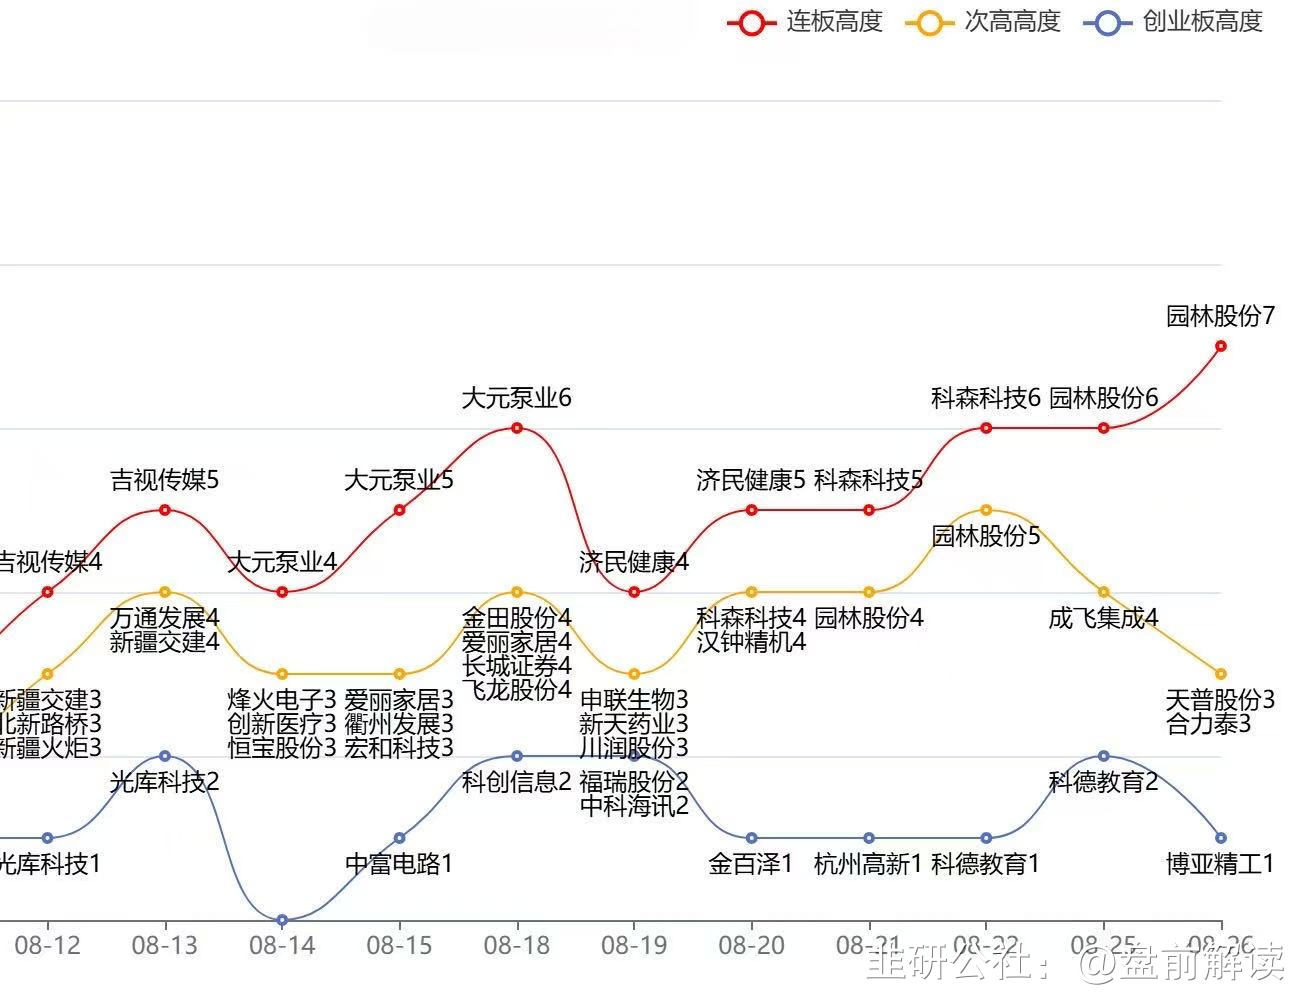 连板高度 次高高度 创业板高度
园林股份7
大元泵业6 科森科技6 园林股份6
吉视传媒5 大元泵业5 济民健康5 科森科技5
园林股份5
吉视传媒4 大元泵业4 济民健康4
万通发展4 金田股份4 科森科技4 园林股份4 成飞集成4
新疆交建4 爱丽家居4 汉钟精机4
长城证券4
飞龙股份4
新疆交建3 烽火电子3 爱丽家居3 申联生物3 天普股份3
北新路桥3 创新医疗3 衢州发展3 新天药业3 合力泰3
新疆火炬3 恒宝股份3 宏和科技3 川润股份3
光库科技2 科创信息2 福瑞股份2 科德教育2
中科海讯2
光库科技1 中富电路1 金百泽1 杭州高新1 科德教育1 博亚精工1
08-12 08-13 08-14 08-15 08-18 08-19 08-20 08-21 08-22 08-25 08-26
韭研公社：@盘前解读